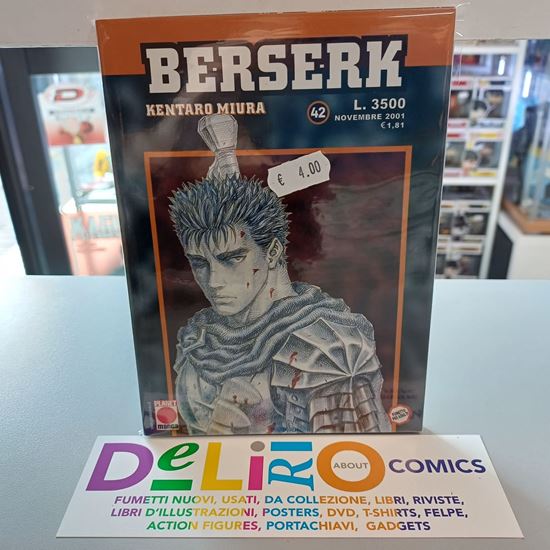 BERSERK
KENTARO MIURA
42
L. 3500
NOVEMBRE 2001
€ 1,81
€ 4.00
PLANET
manga
DeLiRIO
ABOUT
COMICS
FUMETTI NUOVI, USATI, DA COLLEZIONE, LIBRI, RIVISTE,
LIBRI D'ILLUSTRAZIONI, POSTERS, DVD, T-SHIRTS, FELPE,
ACTION FIGURES, PORTACHIAVI, GADGETS